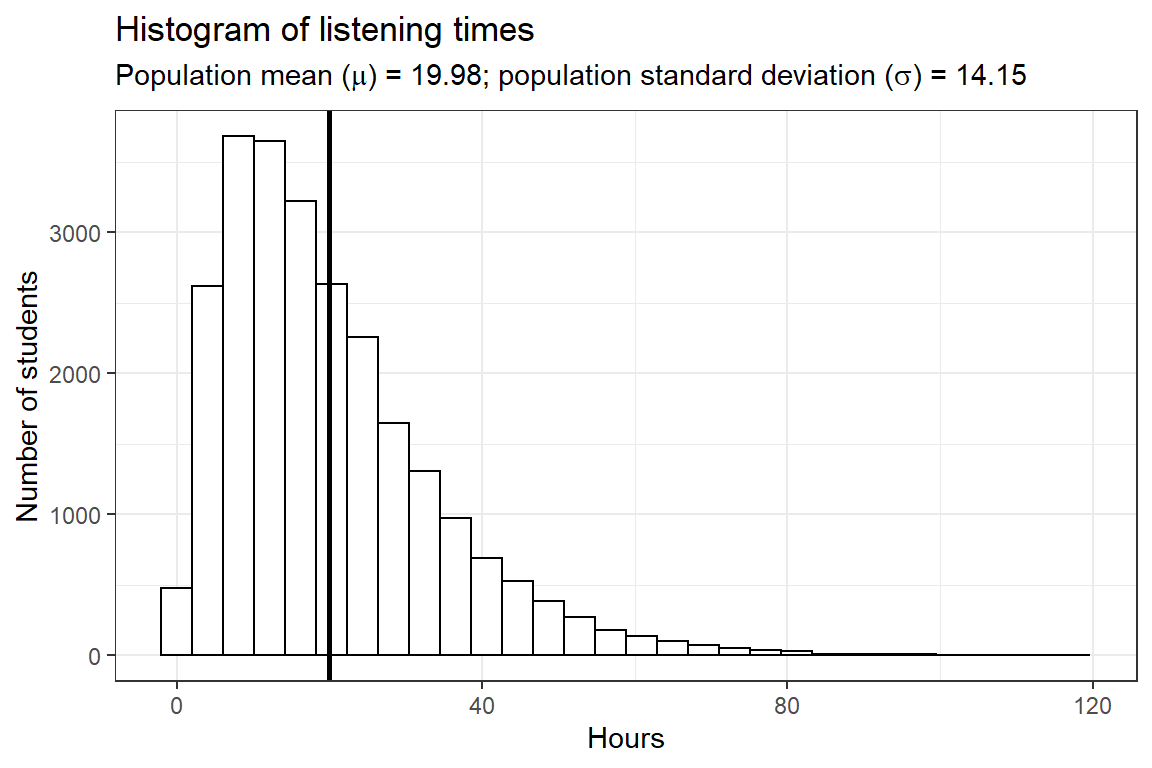 Histogram of listening times
Population mean (μ) = 19.98; population standard deviation (σ) = 14.15
Number of students
3000
2000
1000
0
0 40 80 120
Hours